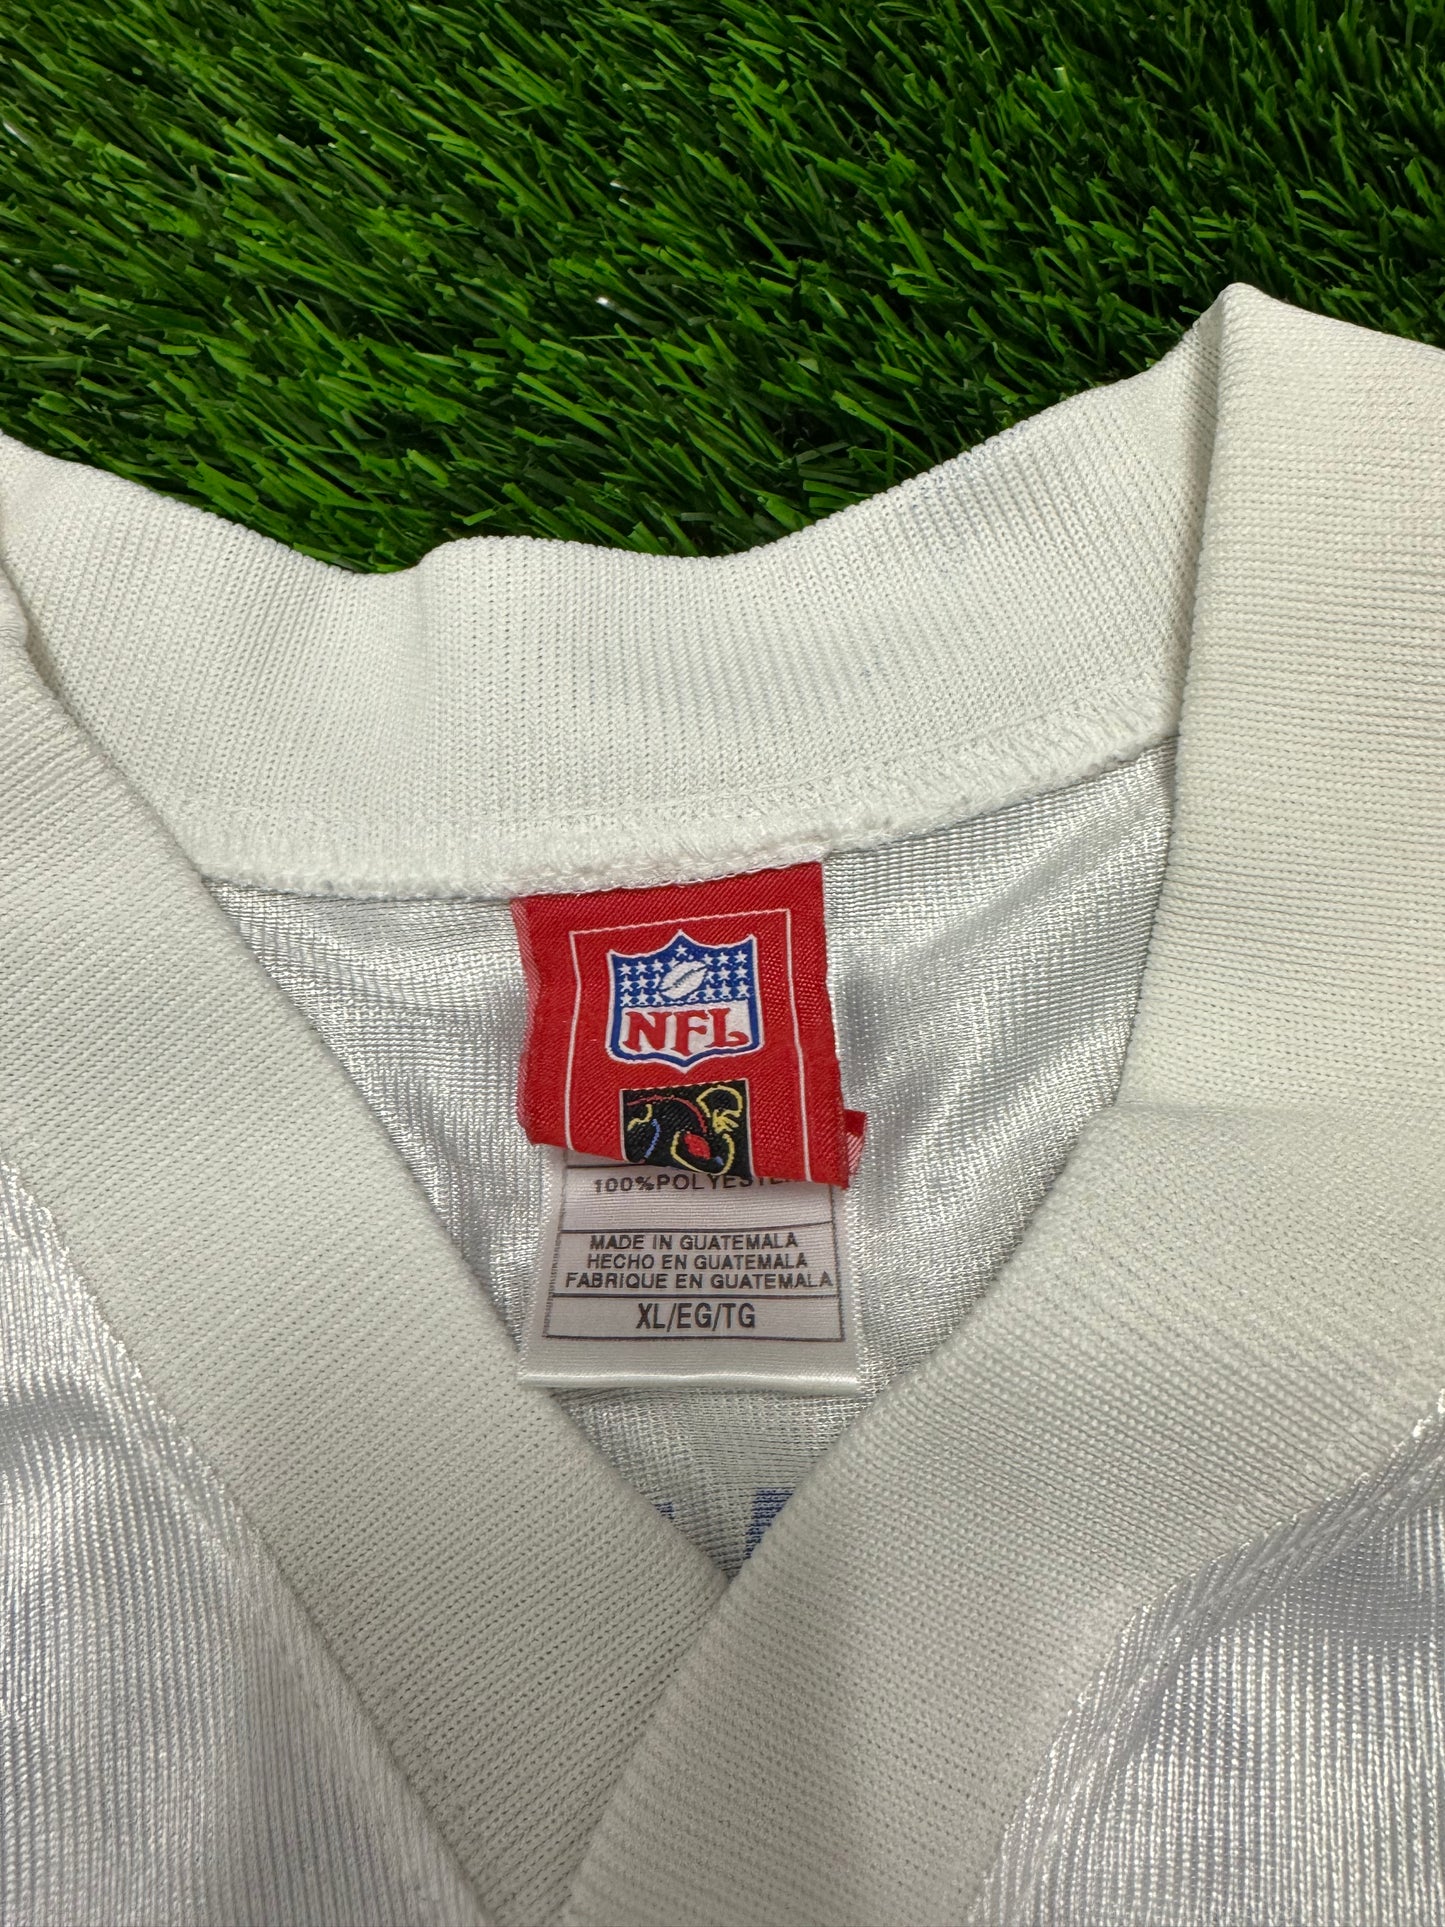 NFL
100%POLYESTER
MADE IN GUATEMALA
HECHO EN GUATEMALA
FABRIQUE EN GUATEMALA
XL/EG/TG